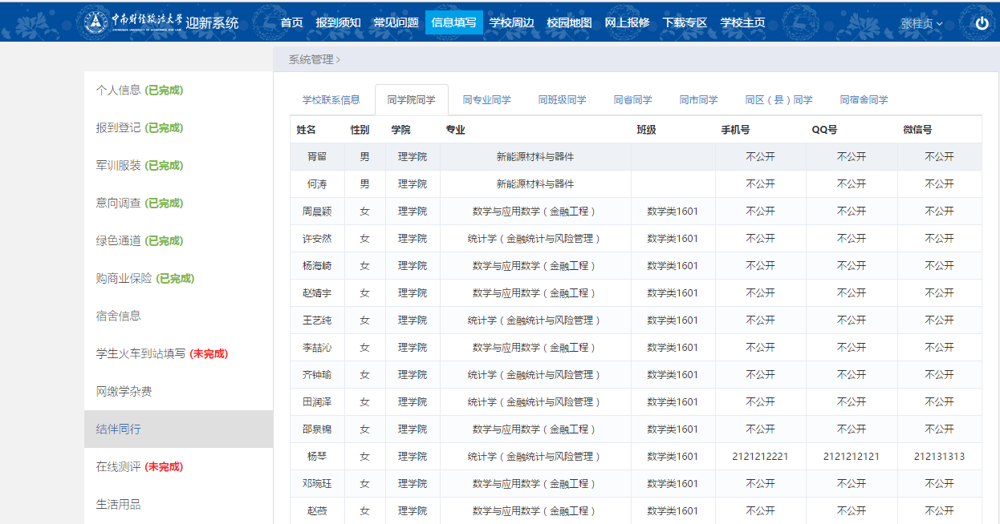 中南财经政法大学 迎新系统 首页 报到须知 常见问题 信息填写 学校周边 校园地图 网上报修 下载专区 学校主页 张桂贞
系统管理 >
个人信息 (已完成)
报到登记 (已完成)
军训服装 (已完成)
意向调查 (已完成)
绿色通道 (已完成)
购商业保险 (已完成)
宿舍信息
学生火车到站填写 (未完成)
网缴学杂费
结伴同行
在线测评 (未完成)
生活用品
学校联系信息 同学院同学 同专业同学 同班级同学 同省同学 同市同学 同区（县）同学 同宿舍同学
姓名 性别 学院 专业 班级 手机号 QQ号 微信号
胥留 男 理学院 新能源材料与器件 不公开 不公开 不公开
何涛 男 理学院 新能源材料与器件 不公开 不公开 不公开
周晨颖 女 理学院 数学与应用数学（金融工程） 数学类1601 不公开 不公开 不公开
许安然 女 理学院 统计学（金融统计与风险管理） 数学类1601 不公开 不公开 不公开
杨海崎 女 理学院 数学与应用数学（金融工程） 数学类1601 不公开 不公开 不公开
赵婧宇 女 理学院 数学与应用数学（金融工程） 数学类1601 不公开 不公开 不公开
王艺纯 女 理学院 统计学（金融统计与风险管理） 数学类1601 不公开 不公开 不公开
李喆沁 女 理学院 数学与应用数学（金融工程） 数学类1601 不公开 不公开 不公开
齐钟瑜 女 理学院 统计学（金融统计与风险管理） 数学类1601 不公开 不公开 不公开
田润泽 女 理学院 统计学（金融统计与风险管理） 数学类1601 不公开 不公开 不公开
邵泉锦 女 理学院 数学与应用数学（金融工程） 数学类1601 不公开 不公开 不公开
杨琴 女 理学院 统计学（金融统计与风险管理） 数学类1601 2121212221 2121212121 212131313
邓琬珏 女 理学院 数学与应用数学（金融工程） 数学类1601 不公开 不公开 不公开
赵薇 女 理学院 数学与应用数学（金融工程） 数学类1601 不公开 不公开 不公开